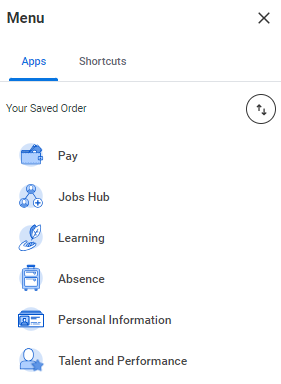 Menu
Apps
Shortcuts
Your Saved Order
Pay
Jobs Hub
Learning
Absence
Personal Information
Talent and Performance